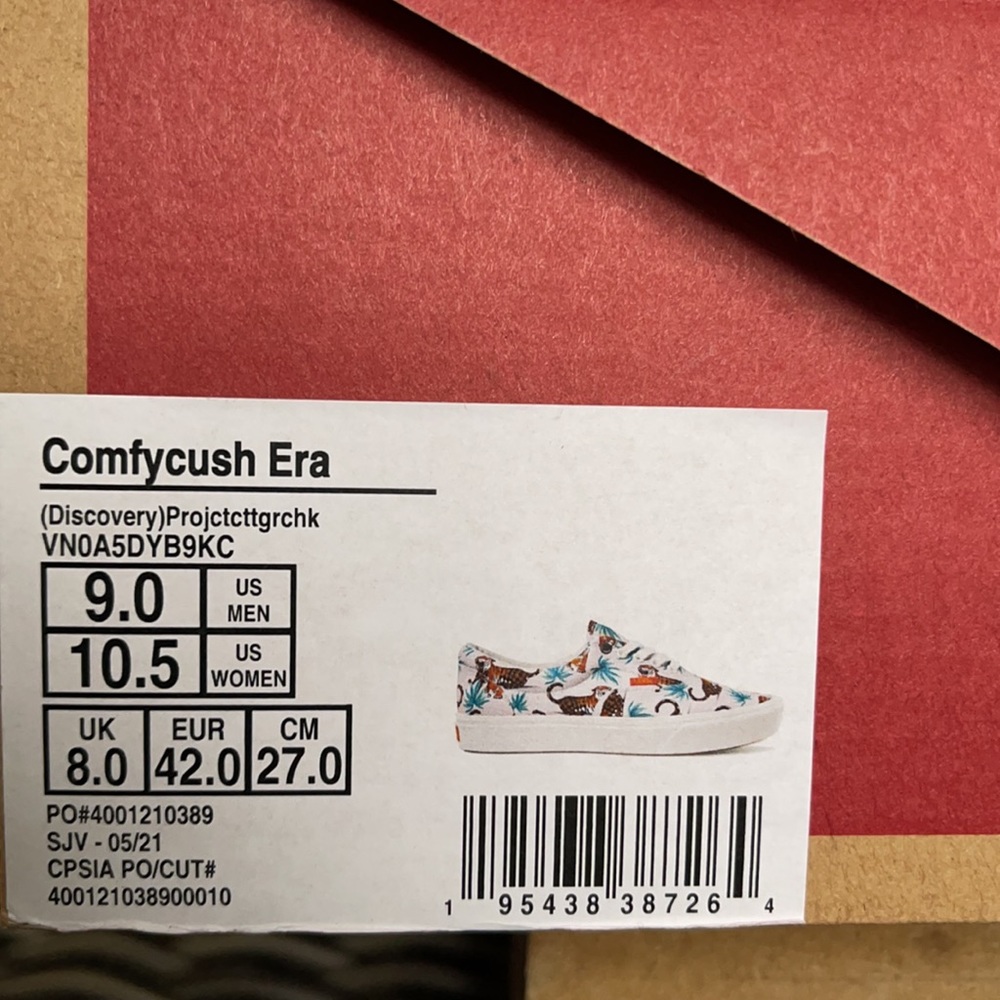 Comfycush Era
(Discovery)Projctcttgrchk
VN0A5DYB9KC
9.0 US MEN
10.5 US WOMEN
UK EUR CM
8.0 42.0 27.0
PO#4001210389
SJV - 05/21
CPSIA PO/CUT#
400121038900010
1 95438 38726 4